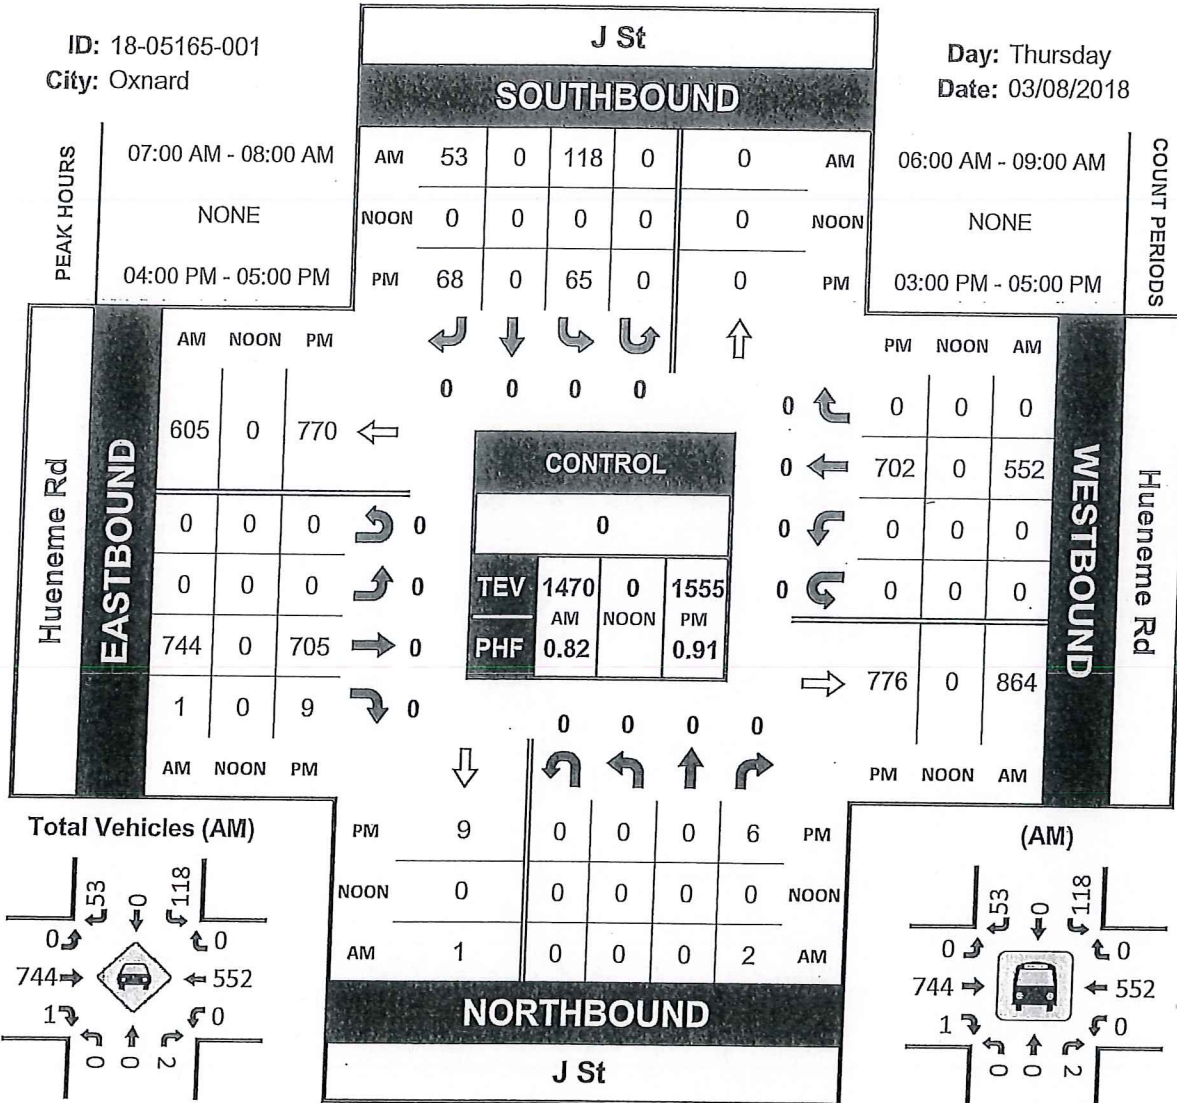 ID: 18-05165-001
City: Oxnard
J St
SOUTHBOUND
Day: Thursday
Date: 03/08/2018
PEAK HOURS
07:00 AM - 08:00 AM
NONE
04:00 PM - 05:00 PM
AM 53 0 118 0 0 AM
NOON 0 0 0 0 0 NOON
PM 68 0 65 0 0 PM
06:00 AM - 09:00 AM
NONE
03:00 PM - 05:00 PM
COUNT PERIODS
0 0 0 0
Hueneme Rd
EASTBOUND
AM NOON PM
605 0 770
0 0 0 0
0 0 0 0
744 0 705 0
1 0 9 0
AM NOON PM
CONTROL
0
TEV 1470 0 1555
AM NOON PM
PHF 0.82 0.91
PM NOON AM
0 0 0 0
0 702 0 552
0 0 0 0
0 0 0 0
776 0 864
PM NOON AM
WESTBOUND
Hueneme Rd
0 0 0 0
PM 9 0 0 0 6 PM
NOON 0 0 0 0 0 NOON
AM 1 0 0 0 2 AM
NORTHBOUND
J St
Total Vehicles (AM)
53 0 118
0 0
744 552
1 0
0 0 2
(AM)
53 0 118
0 0
744 552
1 0
0 0 2